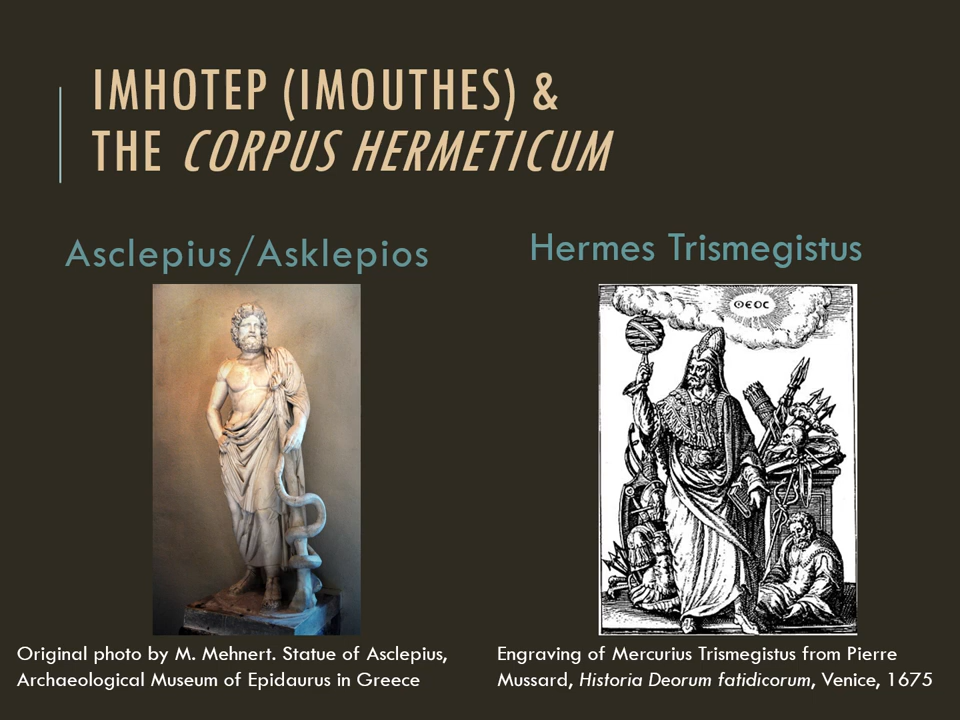 IMHOTEP (IMOUTHES) &
THE CORPUS HERMETICUM
Asclepius/Asklepios
Hermes Trismegistus
ΘΕΟC
Original photo by M. Mehnert. Statue of Asclepius,
Archaeological Museum of Epidaurus in Greece
Engraving of Mercurius Trismegistus from Pierre
Mussard, Historia Deorum fatidicorum, Venice, 1675